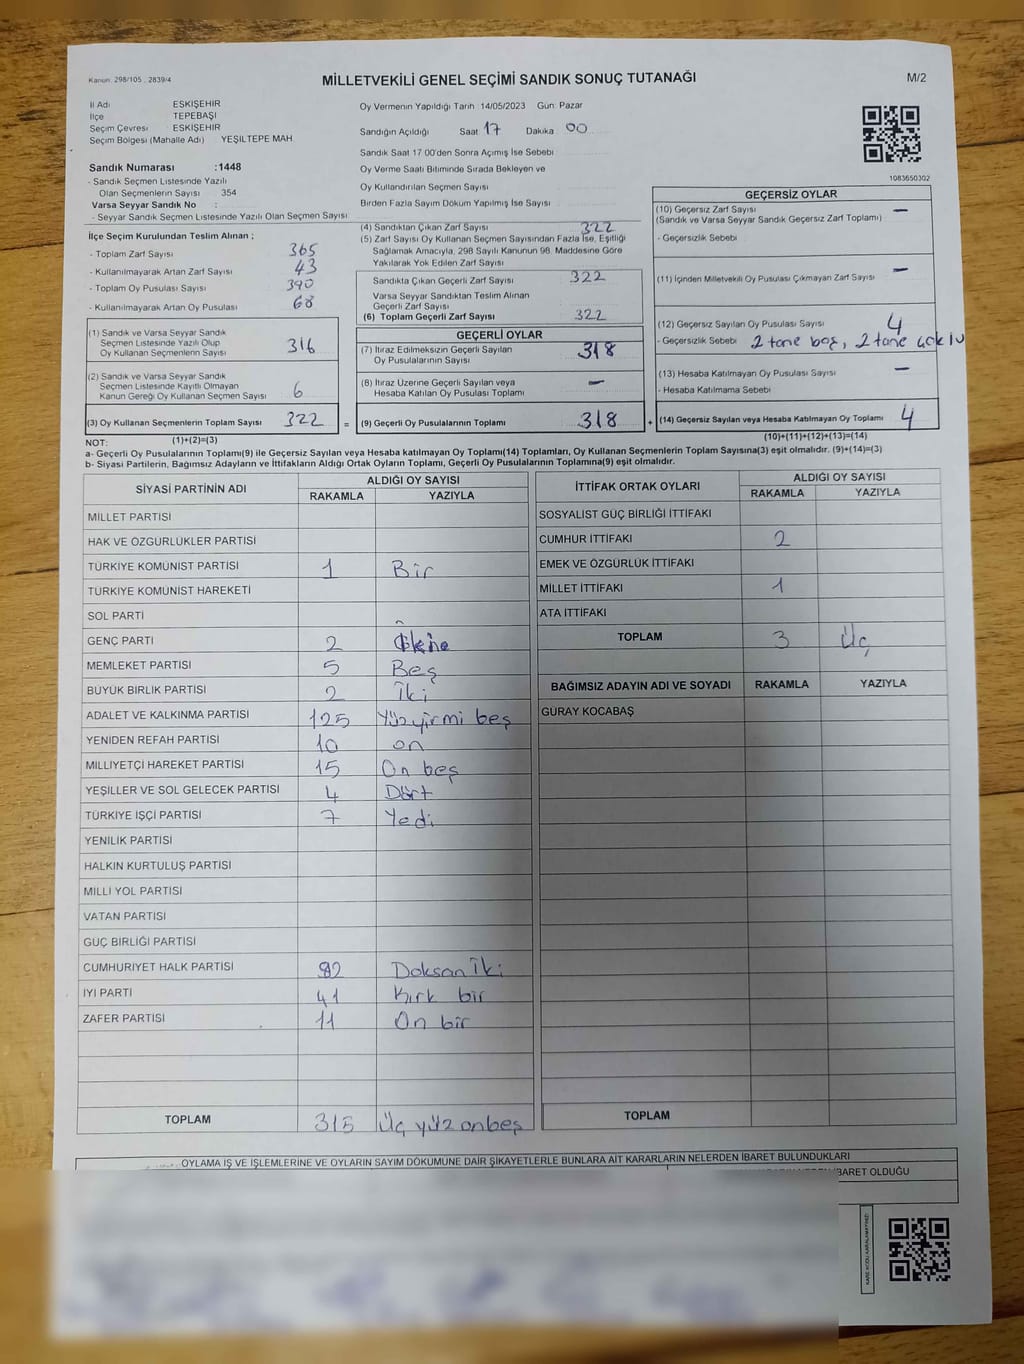 Kanun: 298/105 , 2839/4
MİLLETVEKİLİ GENEL SEÇİMİ SANDIK SONUÇ TUTANAĞI
M/2
İl Adı ESKİŞEHİR
İlçe TEPEBAŞI
Seçim Çevresi ESKİŞEHİR
Seçim Bölgesi (Mahalle Adı) YEŞİLTEPE MAH.
Sandık Numarası :1448
- Sandık Seçmen Listesinde Yazılı
Olan Seçmenlerin Sayısı 354
Varsa Seyyar Sandık No :
- Seyyar Sandık Seçmen Listesinde Yazılı Olan Seçmen Sayısı
Oy Vermenin Yapıldığı Tarih :14/05/2023 Gün: Pazar
Sandığın Açıldığı Saat 17 Dakika 00
Sandık Saat 17.00'den Sonra Açılmış İse Sebebi
Oy Verme Saati Bitiminde Sırada Bekleyen ve
Oy Kullandırılan Seçmen Sayısı
Birden Fazla Sayım Döküm Yapılmış İse Sayısı
1083650302
İlçe Seçim Kurulundan Teslim Alınan ;
- Toplam Zarf Sayısı 365
- Kullanılmayarak Artan Zarf Sayısı 43
- Toplam Oy Pusulası Sayısı 390
- Kullanılmayarak Artan Oy Pusulası 68
(1) Sandık ve Varsa Seyyar Sandık
Seçmen Listesinde Yazılı Olup
Oy Kullanan Seçmenlerin Sayısı 316
(2) Sandık ve Varsa Seyyar Sandık
Seçmen Listesinde Kayıtlı Olmayan
Kanun Gereği Oy Kullanan Seçmen Sayısı 6
(3) Oy Kullanan Seçmenlerin Toplam Sayısı 322 =
(4) Sandıktan Çıkan Zarf Sayısı 322
(5) Zarf Sayısı Oy Kullanan Seçmen Sayısından Fazla İse, Eşitliği
Sağlamak Amacıyla, 298 Sayılı Kanunun 98. Maddesine Göre
Yakılarak Yok Edilen Zarf Sayısı
Sandıkta Çıkan Geçerli Zarf Sayısı 322
Varsa Seyyar Sandıktan Teslim Alınan
Geçerli Zarf Sayısı
(6) Toplam Geçerli Zarf Sayısı 322
GEÇERLİ OYLAR
(7) İtiraz Edilmeksizin Geçerli Sayılan
Oy Pusulalarının Sayısı 318
(8) İtiraz Üzerine Geçerli Sayılan veya
Hesaba Katılan Oy Pusulası Toplamı —
(9) Geçerli Oy Pusulalarının Toplamı 318 +
GEÇERSİZ OYLAR
(10) Geçersiz Zarf Sayısı —
(Sandık ve Varsa Seyyar Sandık Geçersiz Zarf Toplamı)
- Geçersizlik Sebebi
(11) İçinden Milletvekili Oy Pusulası Çıkmayan Zarf Sayısı —
(12) Geçersiz Sayılan Oy Pusulası Sayısı 4
- Geçersizlik Sebebi 2 tane boş, 2 tane
(13) Hesaba Katılmayan Oy Pusulası Sayısı —
- Hesaba Katılmama Sebebi
(14) Geçersiz Sayılan veya Hesaba Katılmayan Oy Toplamı 4
NOT: (1)+(2)=(3) (10)+(11)+(12)+(13)=(14)
a- Geçerli Oy Pusulalarının Toplamı(9) ile Geçersiz Sayılan veya Hesaba katılmayan Oy Toplamı(14) Toplamları, Oy Kullanan Seçmenlerin Toplam Sayısına(3) eşit olmalıdır. (9)+(14)=(3)
b- Siyasi Partilerin, Bağımsız Adayların ve İttifakların Aldığı Ortak Oyların Toplamı, Geçerli Oy Pusulalarının Toplamına(9) eşit olmalıdır.
SİYASİ PARTİNİN ADI ALDIĞI OY SAYISI
RAKAMLA YAZIYLA
MİLLET PARTİSİ
HAK VE ÖZGÜRLÜKLER PARTİSİ
TÜRKİYE KOMÜNİST PARTİSİ 1 Bir
TÜRKİYE KOMÜNİST HAREKETİ
SOL PARTİ
GENÇ PARTİ 2
MEMLEKET PARTİSİ 5 Beş
BÜYÜK BİRLİK PARTİSİ 2 İki
ADALET VE KALKINMA PARTİSİ 125 Yüzyirmi beş
YENİDEN REFAH PARTİSİ 10 on
MİLLİYETÇİ HAREKET PARTİSİ 15 On beş
YEŞİLLER VE SOL GELECEK PARTİSİ 4 Dört
TÜRKİYE İŞÇİ PARTİSİ 7 Yedi
YENİLİK PARTİSİ
HALKIN KURTULUŞ PARTİSİ
MİLLİ YOL PARTİSİ
VATAN PARTİSİ
GÜÇ BİRLİĞİ PARTİSİ
CUMHURİYET HALK PARTİSİ 92 Doksan İki
İYİ PARTİ 41 Kırk bir
ZAFER PARTİSİ 11 On bir
TOPLAM 315 Üç yüz onbeş
İTTİFAK ORTAK OYLARI ALDIĞI OY SAYISI
RAKAMLA YAZIYLA
SOSYALİST GÜÇ BİRLİĞİ İTTİFAKI
CUMHUR İTTİFAKI 2
EMEK VE ÖZGÜRLÜK İTTİFAKI
MİLLET İTTİFAKI 1
ATA İTTİFAKI
TOPLAM 3 Üç
BAĞIMSIZ ADAYIN ADI VE SOYADI RAKAMLA YAZIYLA
GÜRAY KOCABAŞ
TOPLAM
OYLAMA İŞ VE İŞLEMLERİNE VE OYLARIN SAYIM DÖKÜMÜNE DAİR ŞİKAYETLERLE BUNLARA AİT KARARLARIN NELERDEN İBARET BULUNDUKLARI
BARET OLDUĞU
KARE KODU KARALAMAYINIZ!